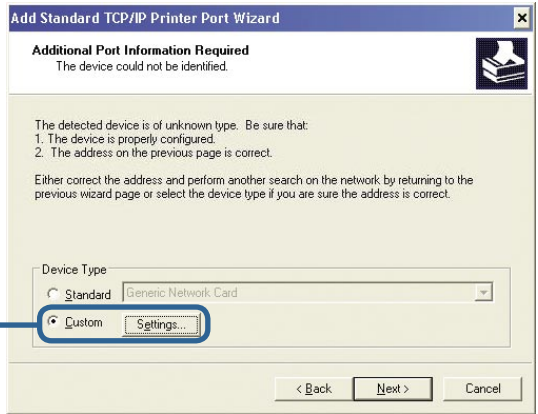 Add Standard TCP/IP Printer Port Wizard
Additional Port Information Required
The device could not be identified.
The detected device is of unknown type. Be sure that:
1. The device is properly configured.
2. The address on the previous page is correct.
Either correct the address and perform another search on the network by returning to the
previous wizard page or select the device type if you are sure the address is correct.
Device Type
Standard Generic Network Card
Custom Settings...
< Back Next > Cancel